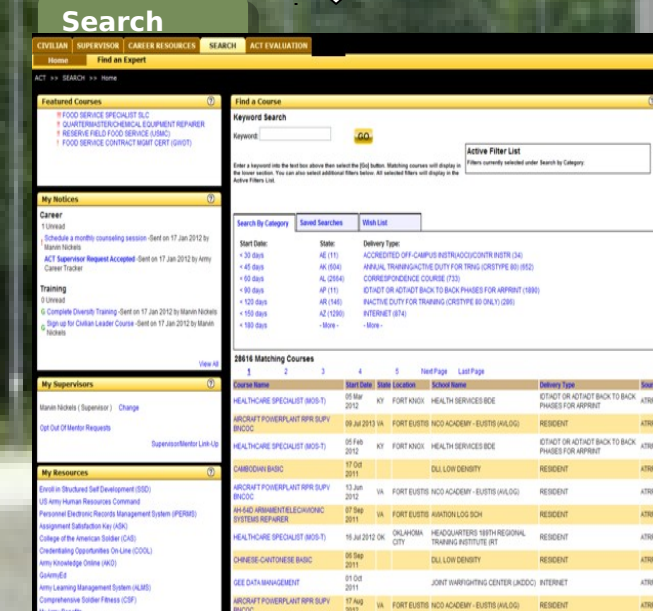 Search
CIVILIAN SUPERVISOR CAREER RESOURCES SEARCH ACT EVALUATION
Home Find an Expert
ACT >> SEARCH >> Home
Featured Courses
!! FOOD SERVICE SPECIALIST SLC
! QUARTERMASTER/CHEMICAL EQUIPMENT REPAIRER
! RESERVE FIELD FOOD SERVICE (USMC)
! FOOD SERVICE CONTRACT MGMT CERT (GWOT)
My Notices
Career
1 Unread
Schedule a monthly counseling session -Sent on 17 Jan 2012 by
Marvin Nickels
ACT Supervisor Request Accepted -Sent on 17 Jan 2012 by Army
Career Tracker
Training
0 Unread
G Complete Diversity Training -Sent on 17 Jan 2012 by Marvin Nickels
G Sign up for Civilian Leader Course -Sent on 17 Jan 2012 by Marvin
Nickels
View All
My Supervisors
Marvin Nickels ( Supervisor ) Change
Opt Out Of Mentor Requests
Supervisor/Mentor Link-Up
My Resources
Enroll in Structured Self Development (SSD)
US Army Human Resources Command
Personnel Electronic Records Management System (iPERMS)
Assignment Satisfaction Key (ASK)
College of the American Soldier (CAS)
Credentialing Opportunities On-Line (COOL)
Army Knowledge Online (AKO)
GoArmyEd
Army Learning Management System (ALMS)
Comprehensive Soldier Fitness (CSF)
Find a Course
Keyword Search
Keyword: GO
Enter a keyword into the text box above then select the [Go] button. Matching courses will display in
the lower section. You can also select additional filters below. All selected filters will display in the
Active Filters List.
Active Filter List
Filters currently selected under Search by Category:
Search By Category Saved Searches Wish List
Start Date: State: Delivery Type:
< 30 days AE (11) ACCREDITED OFF-CAMPUS INSTR(ACCI)/CONTR INSTR (34)
< 45 days AK (604) ANNUAL TRAINING/ACTIVE DUTY FOR TRNG (CRSTYPE 80) (652)
< 60 days AL (2664) CORRESPONDENCE COURSE (733)
< 90 days AP (11) IDT/ADT OR ADT/ADT BACK TO BACK PHASES FOR ARPRINT (1890)
< 120 days AR (146) INACTIVE DUTY FOR TRAINING (CRSTYPE 80 ONLY) (286)
< 150 days AZ (1290) INTERNET (874)
< 180 days - More - - More -
28616 Matching Courses
1 2 3 4 5 Next Page Last Page
Course Name Start Date State Location School Name Delivery Type
HEALTHCARE SPECIALIST (MOS-T) 05 Mar 2012 KY FORT KNOX HEALTH SERVICES BDE IDT/ADT OR ADT/ADT BACK TO BACK PHASES FOR ARPRINT
AIRCRAFT POWERPLANT RPR SUPV BNCOC 08 Jul 2013 VA FORT EUSTIS NCO ACADEMY - EUSTIS (AVLOG) RESIDENT
HEALTHCARE SPECIALIST (MOS-T) 05 Feb 2012 KY FORT KNOX HEALTH SERVICES BDE IDT/ADT OR ADT/ADT BACK TO BACK PHASES FOR ARPRINT
CAMBODIAN BASIC 17 Oct 2011 DLI, LOW DENSITY RESIDENT
AIRCRAFT POWERPLANT RPR SUPV BNCOC 13 Jun 2012 VA FORT EUSTIS NCO ACADEMY - EUSTIS (AVLOG) RESIDENT
AH-64D ARMAMENT/ELEC/AVIONIC SYSTEMS REPAIRER 07 Sep 2011 VA FORT EUSTIS AVIATION LOG SCH RESIDENT
HEALTHCARE SPECIALIST (MOS-T) 16 Jul 2012 OK OKLAHOMA CITY HEADQUARTERS 189TH REGIONAL TRAINING INSTITUTE (RT RESIDENT
CHINESE-CANTONESE BASIC 06 Sep 2011 DLI, LOW DENSITY RESIDENT
GEE DATA MANAGEMENT 01 Oct 2011 JOINT WARFIGHTING CENTER (JKDDC) INTERNET
AIRCRAFT POWERPLANT RPR SUPV BNCOC 17 Aug VA FORT EUSTIS NCO ACADEMY - EUSTIS (AVLOG) RESIDENT